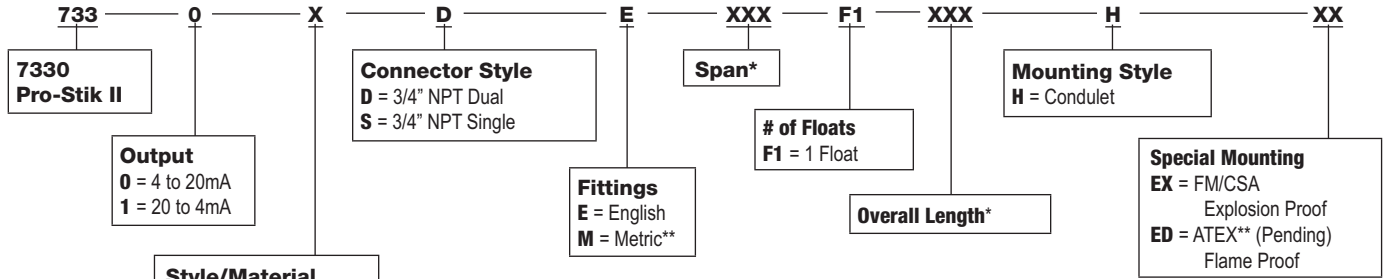 733 0 X D E XXX F1 XXX H XX
7330
Pro-Stik II
Output
0 = 4 to 20mA
1 = 20 to 4mA
Style/Material
Connector Style
D = 3/4” NPT Dual
S = 3/4” NPT Single
Fittings
E = English
M = Metric**
Span*
# of Floats
F1 = 1 Float
Overall Length*
Mounting Style
H = Condulet
Special Mounting
EX = FM/CSA
Explosion Proof
ED = ATEX** (Pending)
Flame Proof